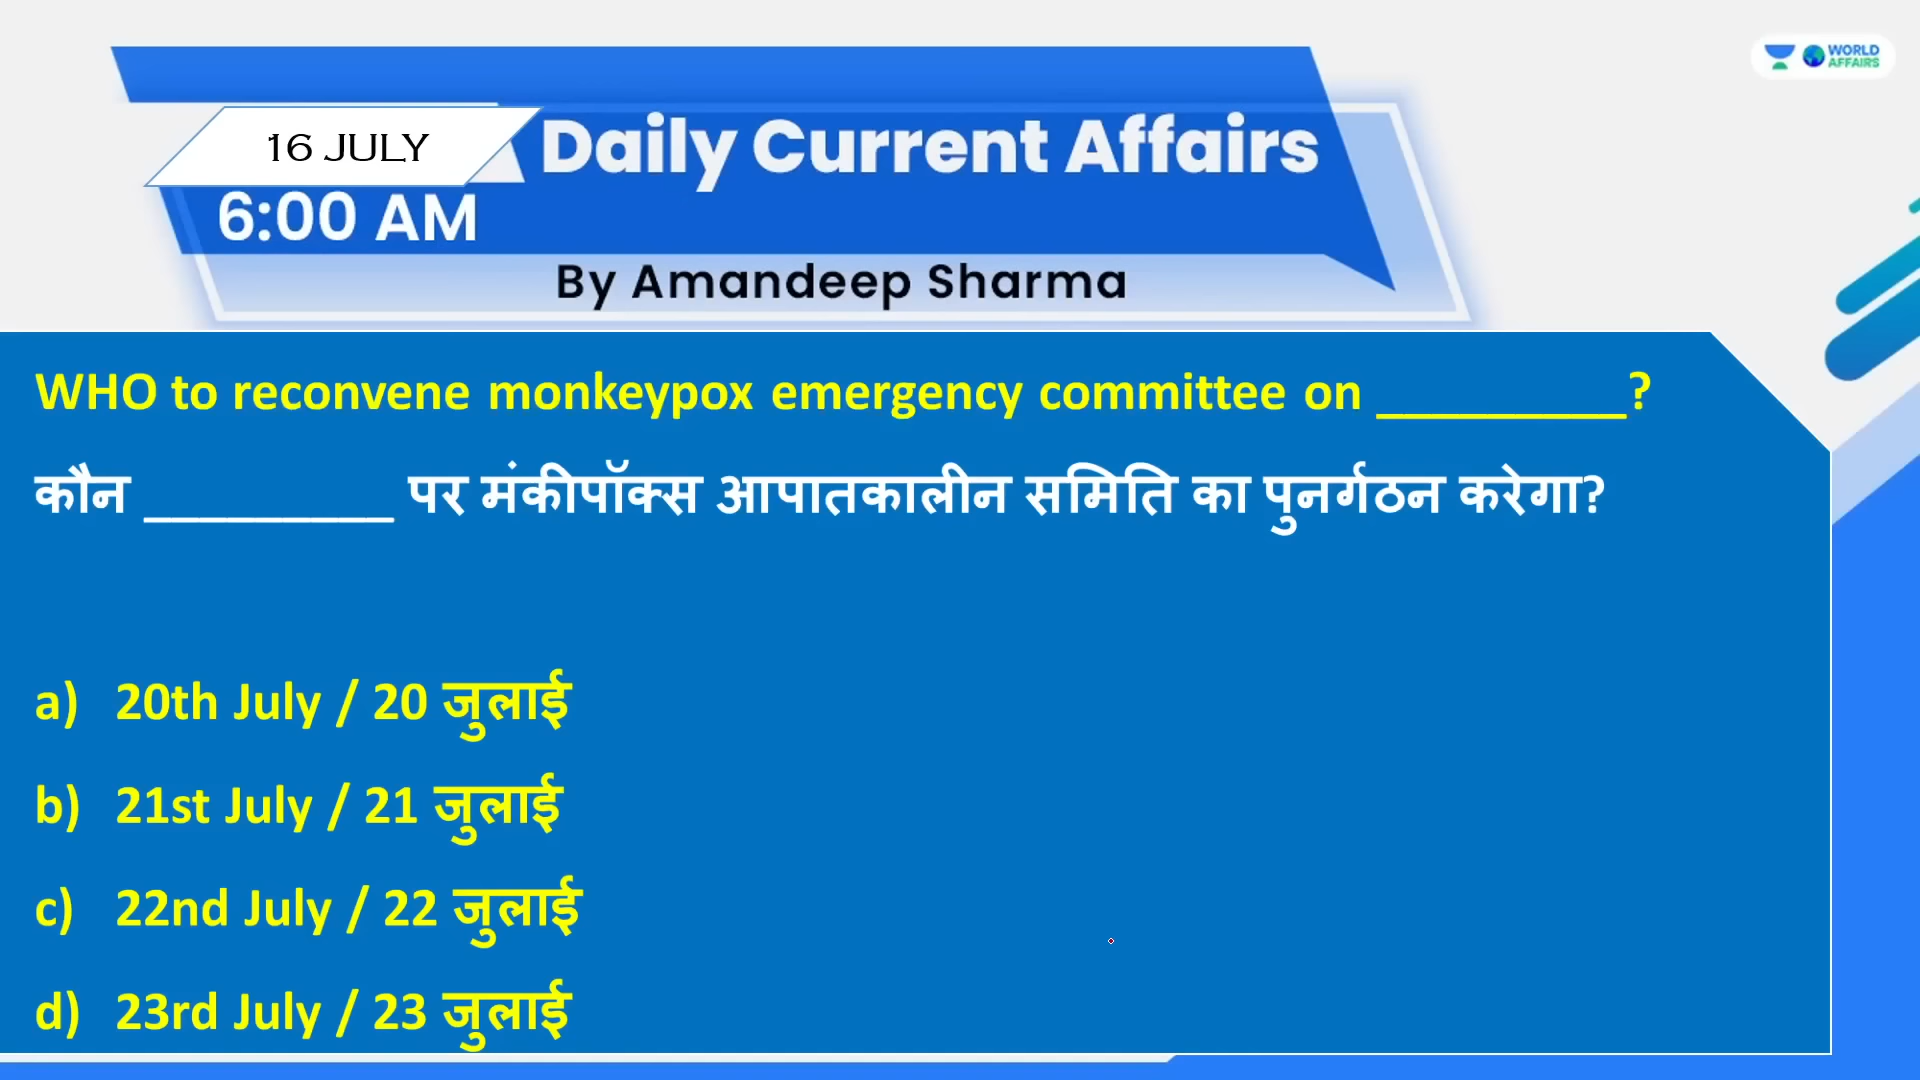 WORLD
AFFAIRS
16 JULY
Daily Current Affairs
6:00 AM
By Amandeep Sharma
WHO to reconvene monkeypox emergency committee on _________?
कौन _________ पर मंकीपॉक्स आपातकालीन समिति का पुनर्गठन करेगा?
a) 20th July / 20 जुलाई
b) 21st July / 21 जुलाई
c) 22nd July / 22 जुलाई
d) 23rd July / 23 जुलाई